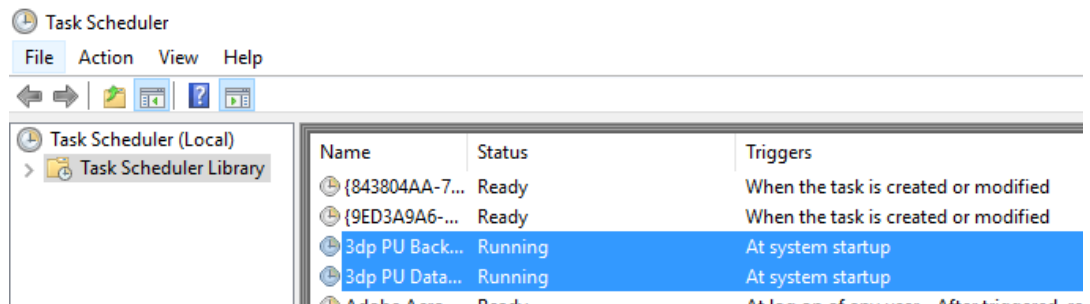 Task Scheduler
File Action View Help
Task Scheduler (Local)
Task Scheduler Library
Name Status Triggers
{843804AA-7... Ready When the task is created or modified
{9ED3A9A6-... Ready When the task is created or modified
3dp PU Back... Running At system startup
3dp PU Data... Running At system startup